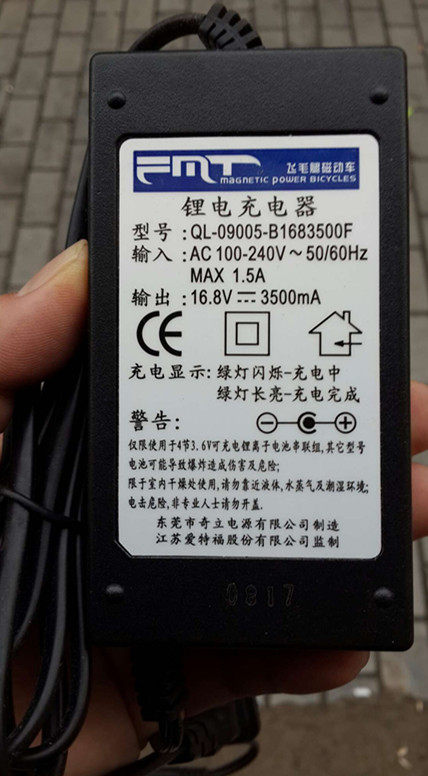 FMT 飞毛腿磁动车
MAGNETIC POWER BICYCLES
锂电充电器
型号:QL-09005-B1683500F
输入:AC 100-240V~50/60Hz
MAX 1.5A
输出:16.8V⎓3500mA
CE
充电显示:绿灯闪烁-充电中
绿灯长亮-充电完成
警告:
仅限使用于4节3.6V可充电锂离子电池串联组,其它型号
电池可能导致爆炸造成伤害及危险;
限于室内干燥处使用,请勿靠近液体,水蒸气及潮湿环境;
电击危险,非专业人士请勿开盖.
东莞市奇立电源有限公司制造
江苏爱特福股份有限公司监制
0817